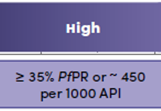 High
≥ 35% PfPR or ~ 450
per 1000 API